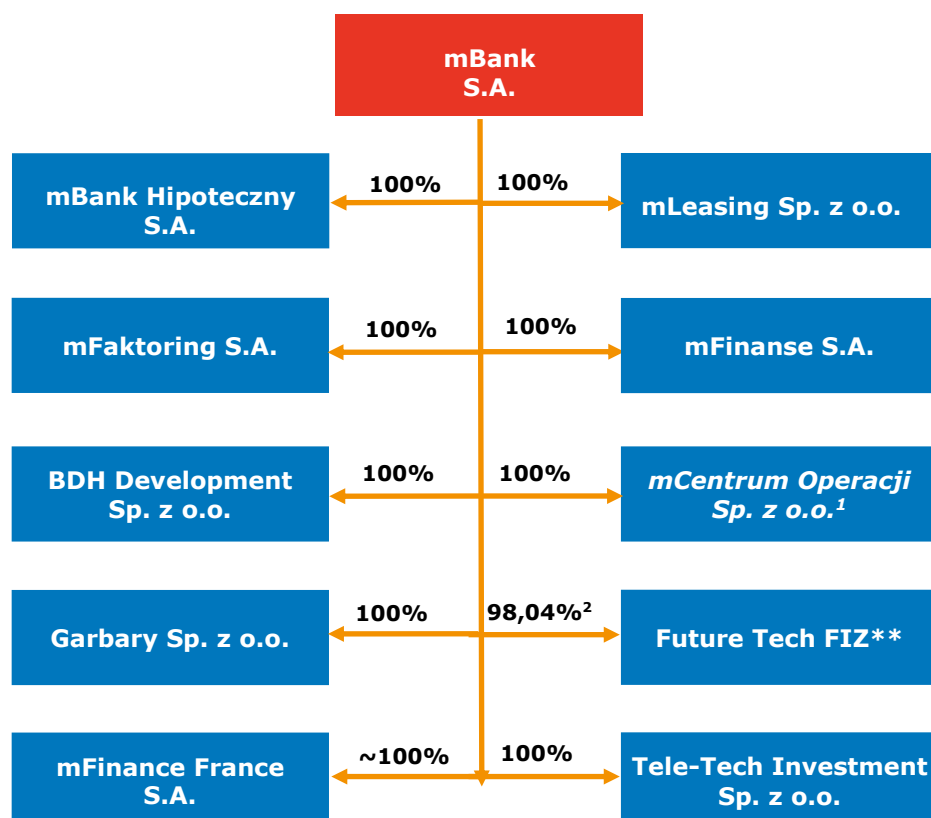 mBank
S.A.
100%
100%
mBank Hipoteczny
S.A.
mLeasing Sp. z o.o.
100%
100%
mFaktoring S.A.
mFinanse S.A.
100%
100%
BDH Development
Sp. z o.o.
mCentrum Operacji
Sp. z o.o.¹
100%
98,04%²
Garbary Sp. z o.o.
Future Tech FIZ**
~100%
100%
mFinance France
S.A.
Tele-Tech Investment
Sp. z o.o.